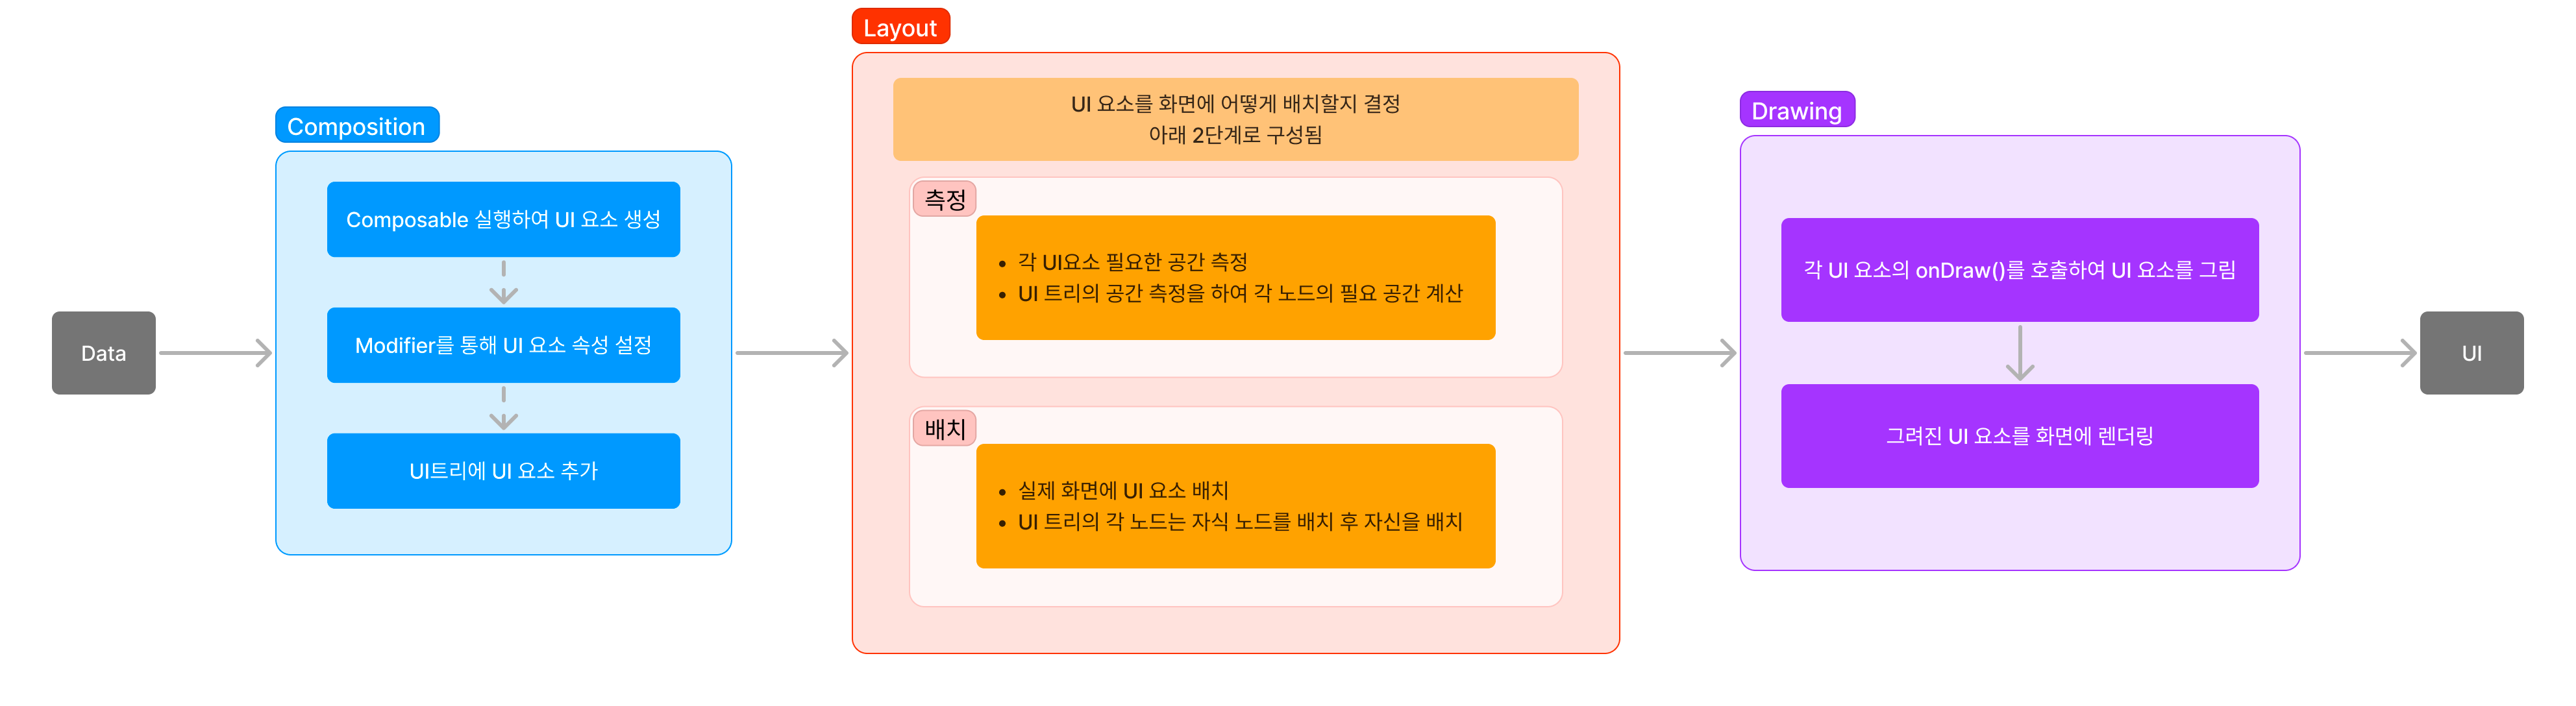 Data
Composition
Composable 실행하여 UI 요소 생성
Modifier를 통해 UI 요소 속성 설정
UI트리에 UI 요소 추가
Layout
UI 요소를 화면에 어떻게 배치할지 결정
아래 2단계로 구성됨
측정
• 각 UI요소 필요한 공간 측정
• UI 트리의 공간 측정을 하여 각 노드의 필요 공간 계산
배치
• 실제 화면에 UI 요소 배치
• UI 트리의 각 노드는 자식 노드를 배치 후 자신을 배치
Drawing
각 UI 요소의 onDraw()를 호출하여 UI 요소를 그림
그려진 UI 요소를 화면에 렌더링
UI